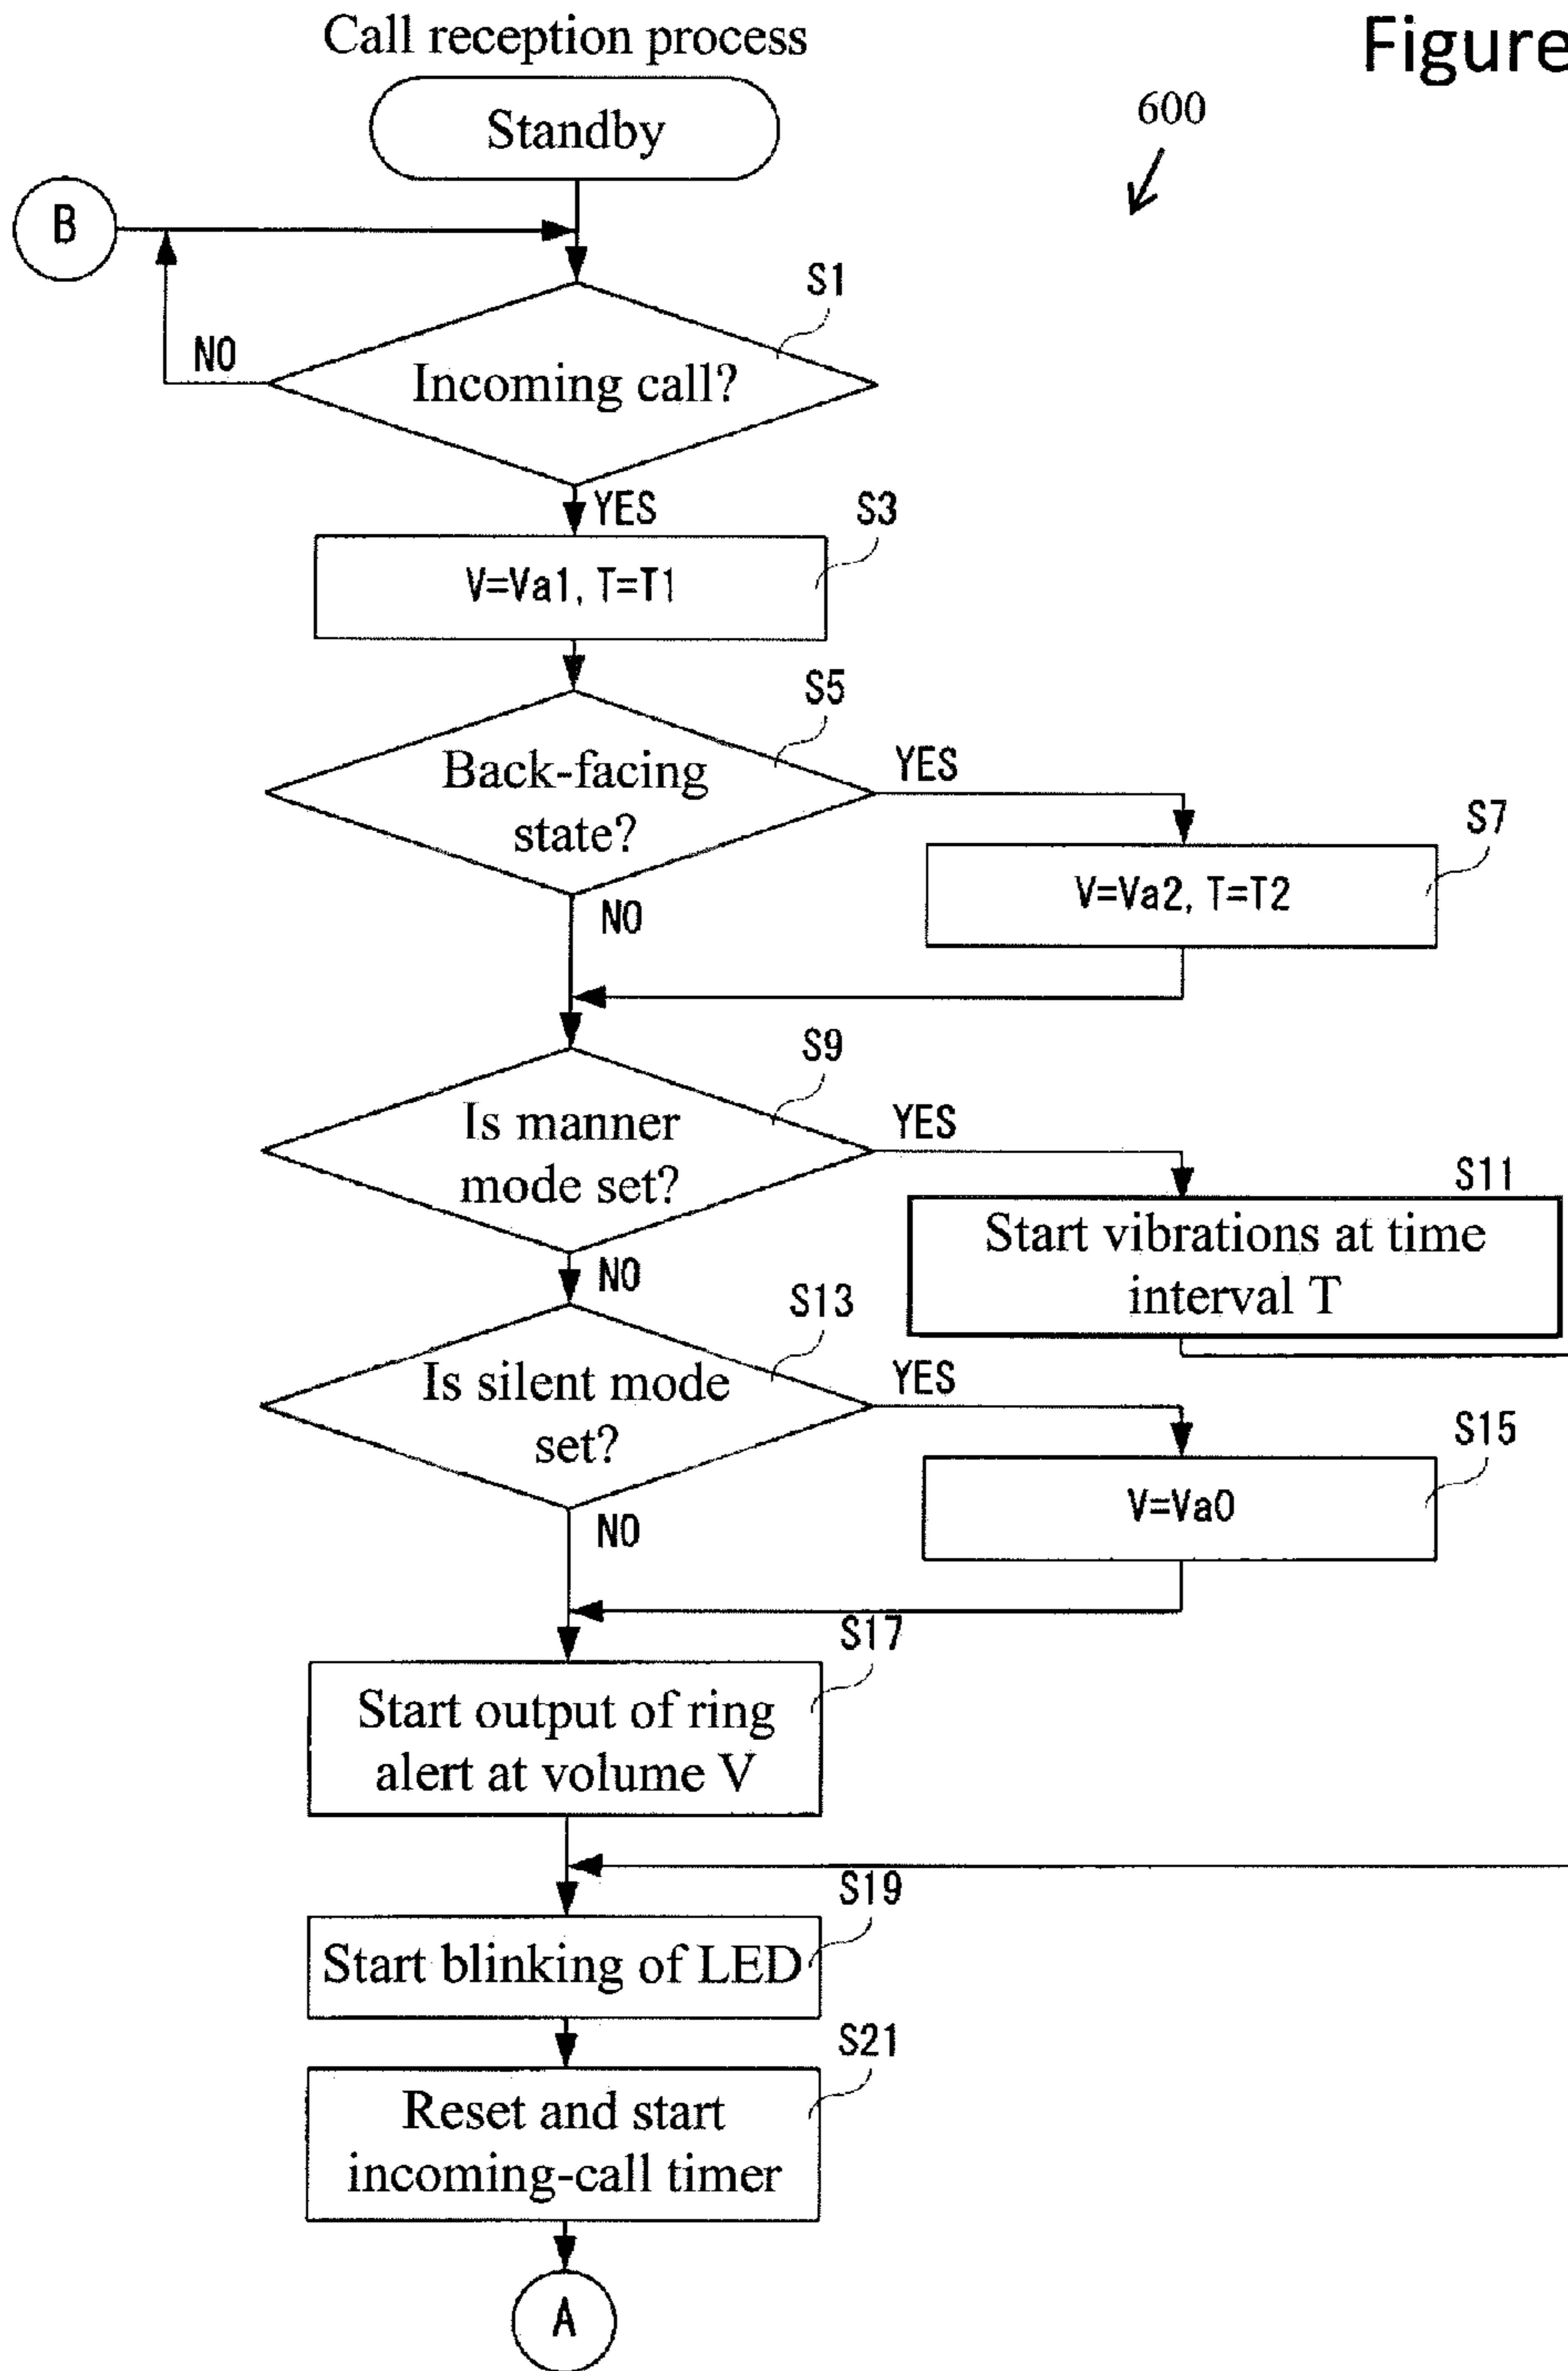 Figure
Call reception process
600
Standby
B
S1
NO
Incoming call?
YES
S3
V=Va1, T=T1
S5
Back-facing
state?
YES
S7
V=Va2, T=T2
NO
S9
Is manner
mode set?
YES
S11
Start vibrations at time
interval T
NO
S13
Is silent mode
set?
YES
S15
V=Va0
NO
S17
Start output of ring
alert at volume V
S19
Start blinking of LED
S21
Reset and start
incoming-call timer
A